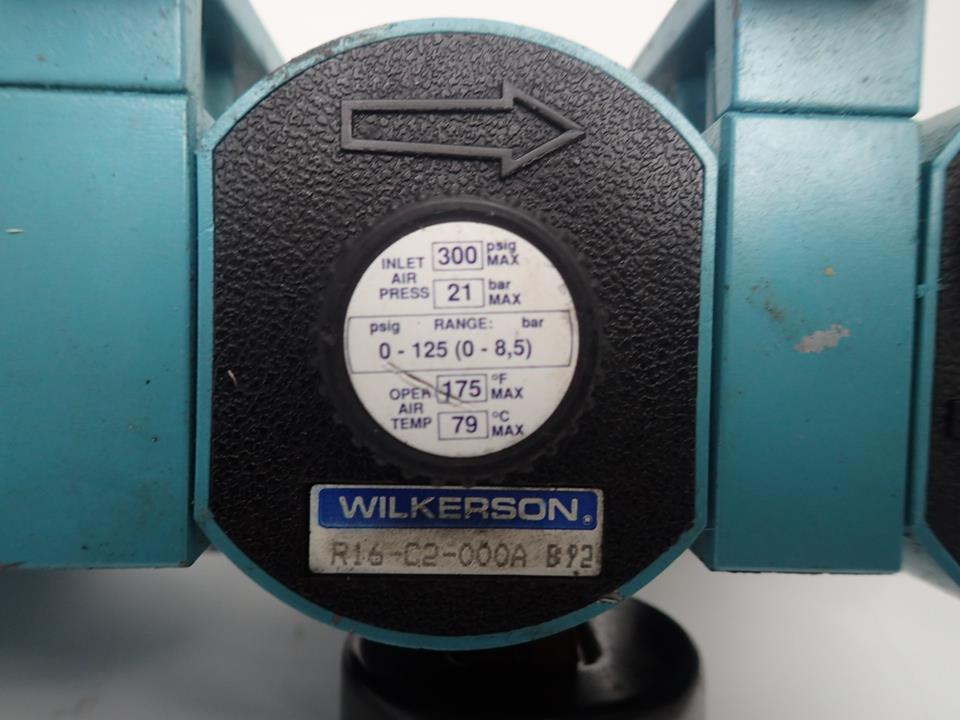 INLET 300 psig MAX
AIR
PRESS 21 bar MAX
psig RANGE: bar
0 - 125 (0 - 8,5)
OPER 175 °F MAX
AIR
TEMP 79 °C MAX
WILKERSON®
R16-C2-000A B92